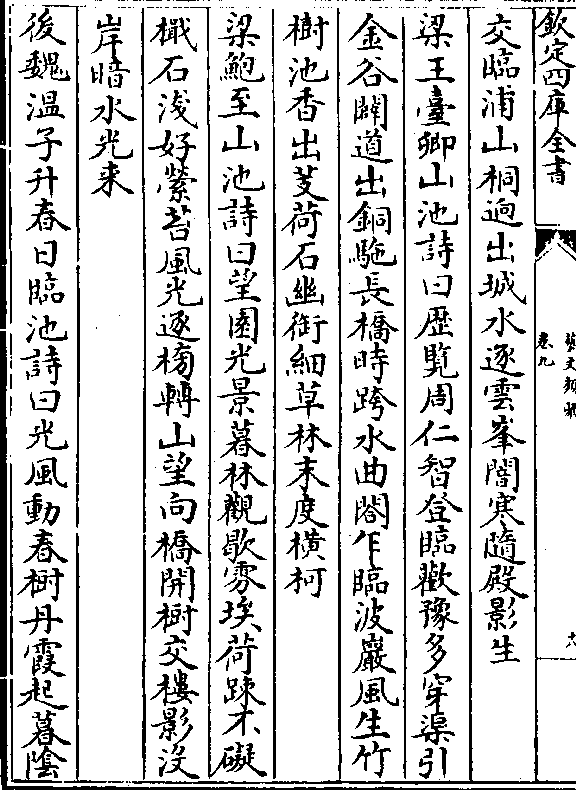 欽定四庫全書
藝文類聚
卷九
六
交臨浦山桐逈出城水逐雲峯闇寒隨殿影生
梁王臺卿山池詩曰歴覽周仁智登臨歡豫多穿渠引
金谷闢道出銅駞長橋時跨水曲閣乍臨波巖風生竹
樹池香出芰荷石幽銜細草林末度横柯
梁鮑至山池詩曰望園光景暮林觀歇雰埃荷踈不礙
檝石淺好縈苔風光逐榜轉山望向橋開樹交樓影没
岸暗水光来
後魏温子升春日臨池詩曰光風動春樹丹霞起暮陰